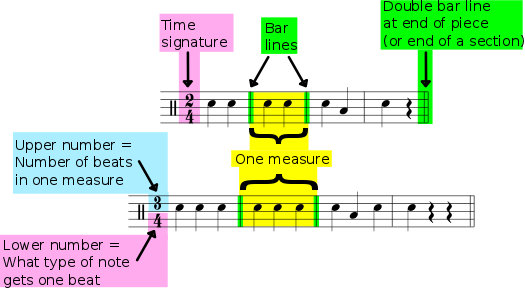 Time
signature
Bar
lines
Double bar line
at end of piece
(or end of a section)
2
4
One measure
Upper number =
Number of beats
in one measure
3
4
Lower number =
What type of note
gets one beat